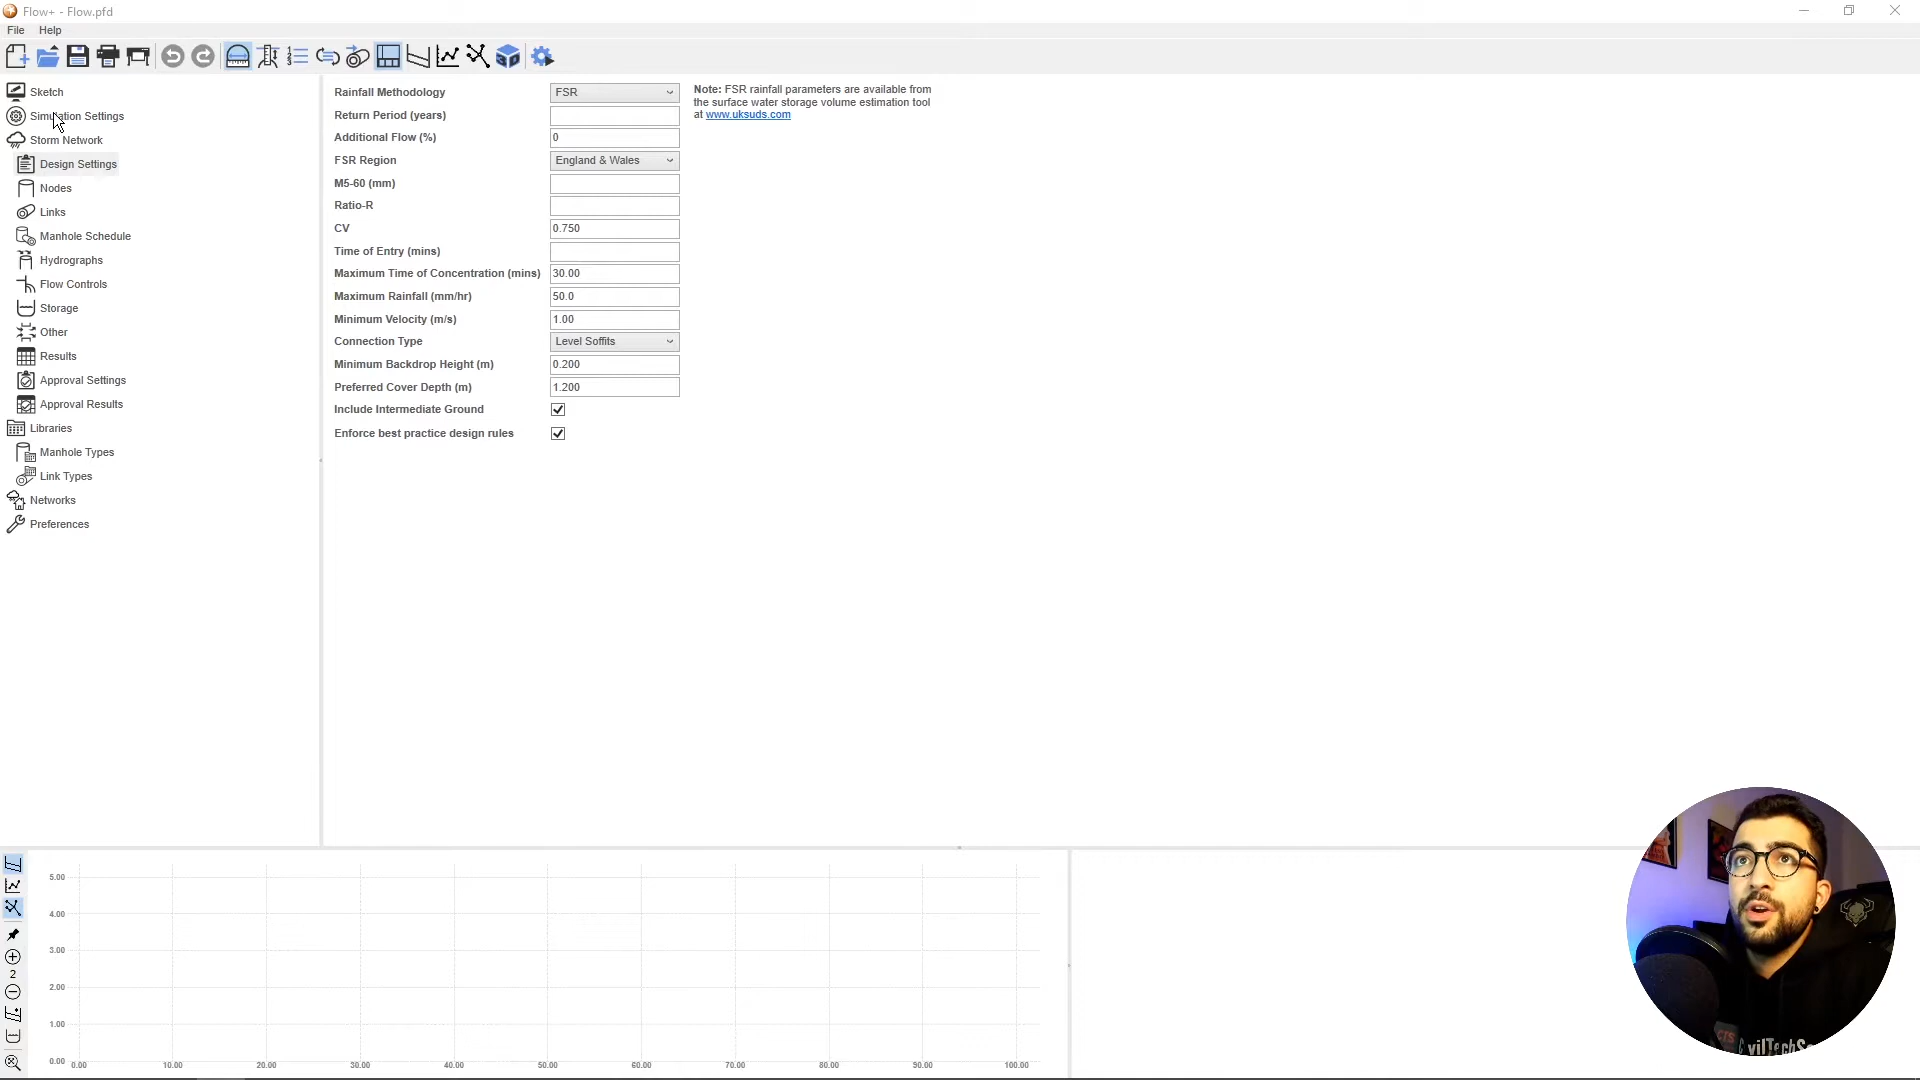 Flow+ - Flow.pfd
File Help
Sketch
Simulation Settings
Storm Network
Design Settings
Nodes
Links
Manhole Schedule
Hydrographs
Flow Controls
Storage
Other
Results
Approval Settings
Approval Results
Libraries
Manhole Types
Link Types
Networks
Preferences
Rainfall Methodology FSR
Return Period (years)
Additional Flow (%) 0
FSR Region England & Wales
M5-60 (mm)
Ratio-R
CV 0.750
Time of Entry (mins)
Maximum Time of Concentration (mins) 30.00
Maximum Rainfall (mm/hr) 50.0
Minimum Velocity (m/s) 1.00
Connection Type Level Soffits
Minimum Backdrop Height (m) 0.200
Preferred Cover Depth (m) 1.200
Include Intermediate Ground
Enforce best practice design rules
Note: FSR rainfall parameters are available from
the surface water storage volume estimation tool
at www.uksuds.com
2
5.00
4.00
3.00
2.00
1.00
0.00
0.00 10.00 20.00 30.00 40.00 50.00 60.00 70.00 80.00 90.00 100.00
3D
CTS